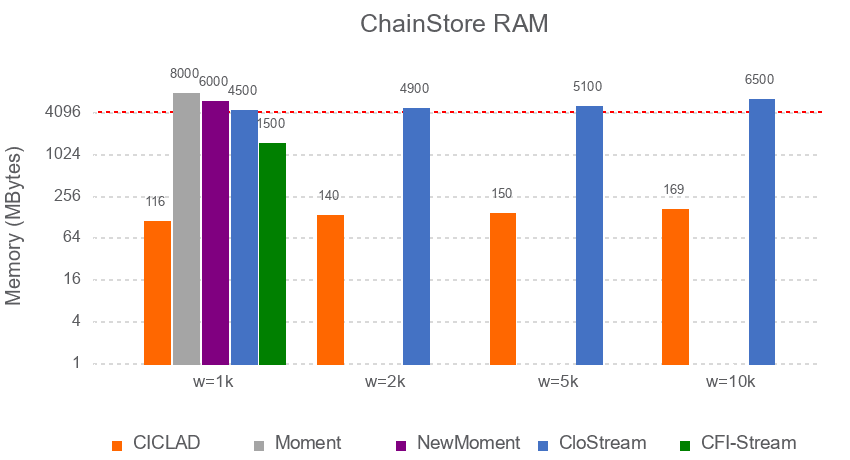 ChainStore RAM
8000
6000
4500
1500
116
4900
140
5100
150
6500
169
4096
1024
256
64
16
4
1
Memory (MBytes)
w=1k
w=2k
w=5k
w=10k
CICLAD
Moment
NewMoment
CloStream
CFI-Stream